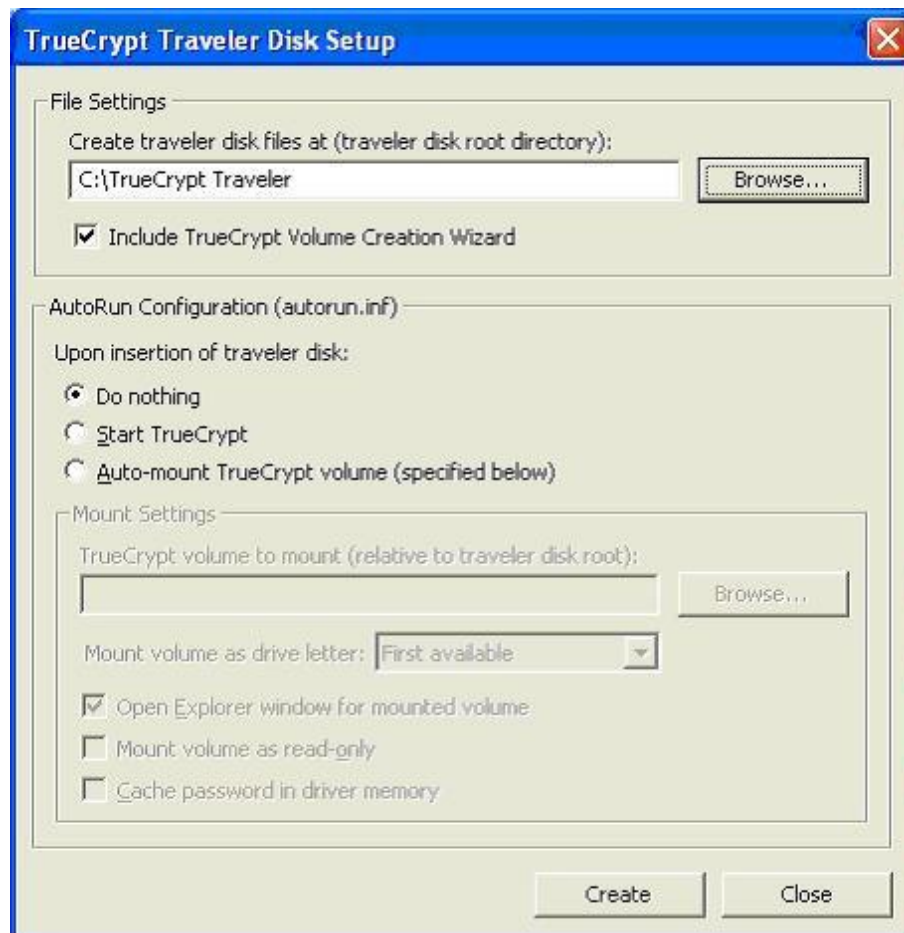 TrueCrypt Traveler Disk Setup
File Settings
Create traveler disk files at (traveler disk root directory):
C:\TrueCrypt Traveler
Browse...
Include TrueCrypt Volume Creation Wizard
AutoRun Configuration (autorun.inf)
Upon insertion of traveler disk:
Do nothing
Start TrueCrypt
Auto-mount TrueCrypt volume (specified below)
Mount Settings
TrueCrypt volume to mount (relative to traveler disk root):
Browse...
Mount volume as drive letter: First available
Open Explorer window for mounted volume
Mount volume as read-only
Cache password in driver memory
Create Close